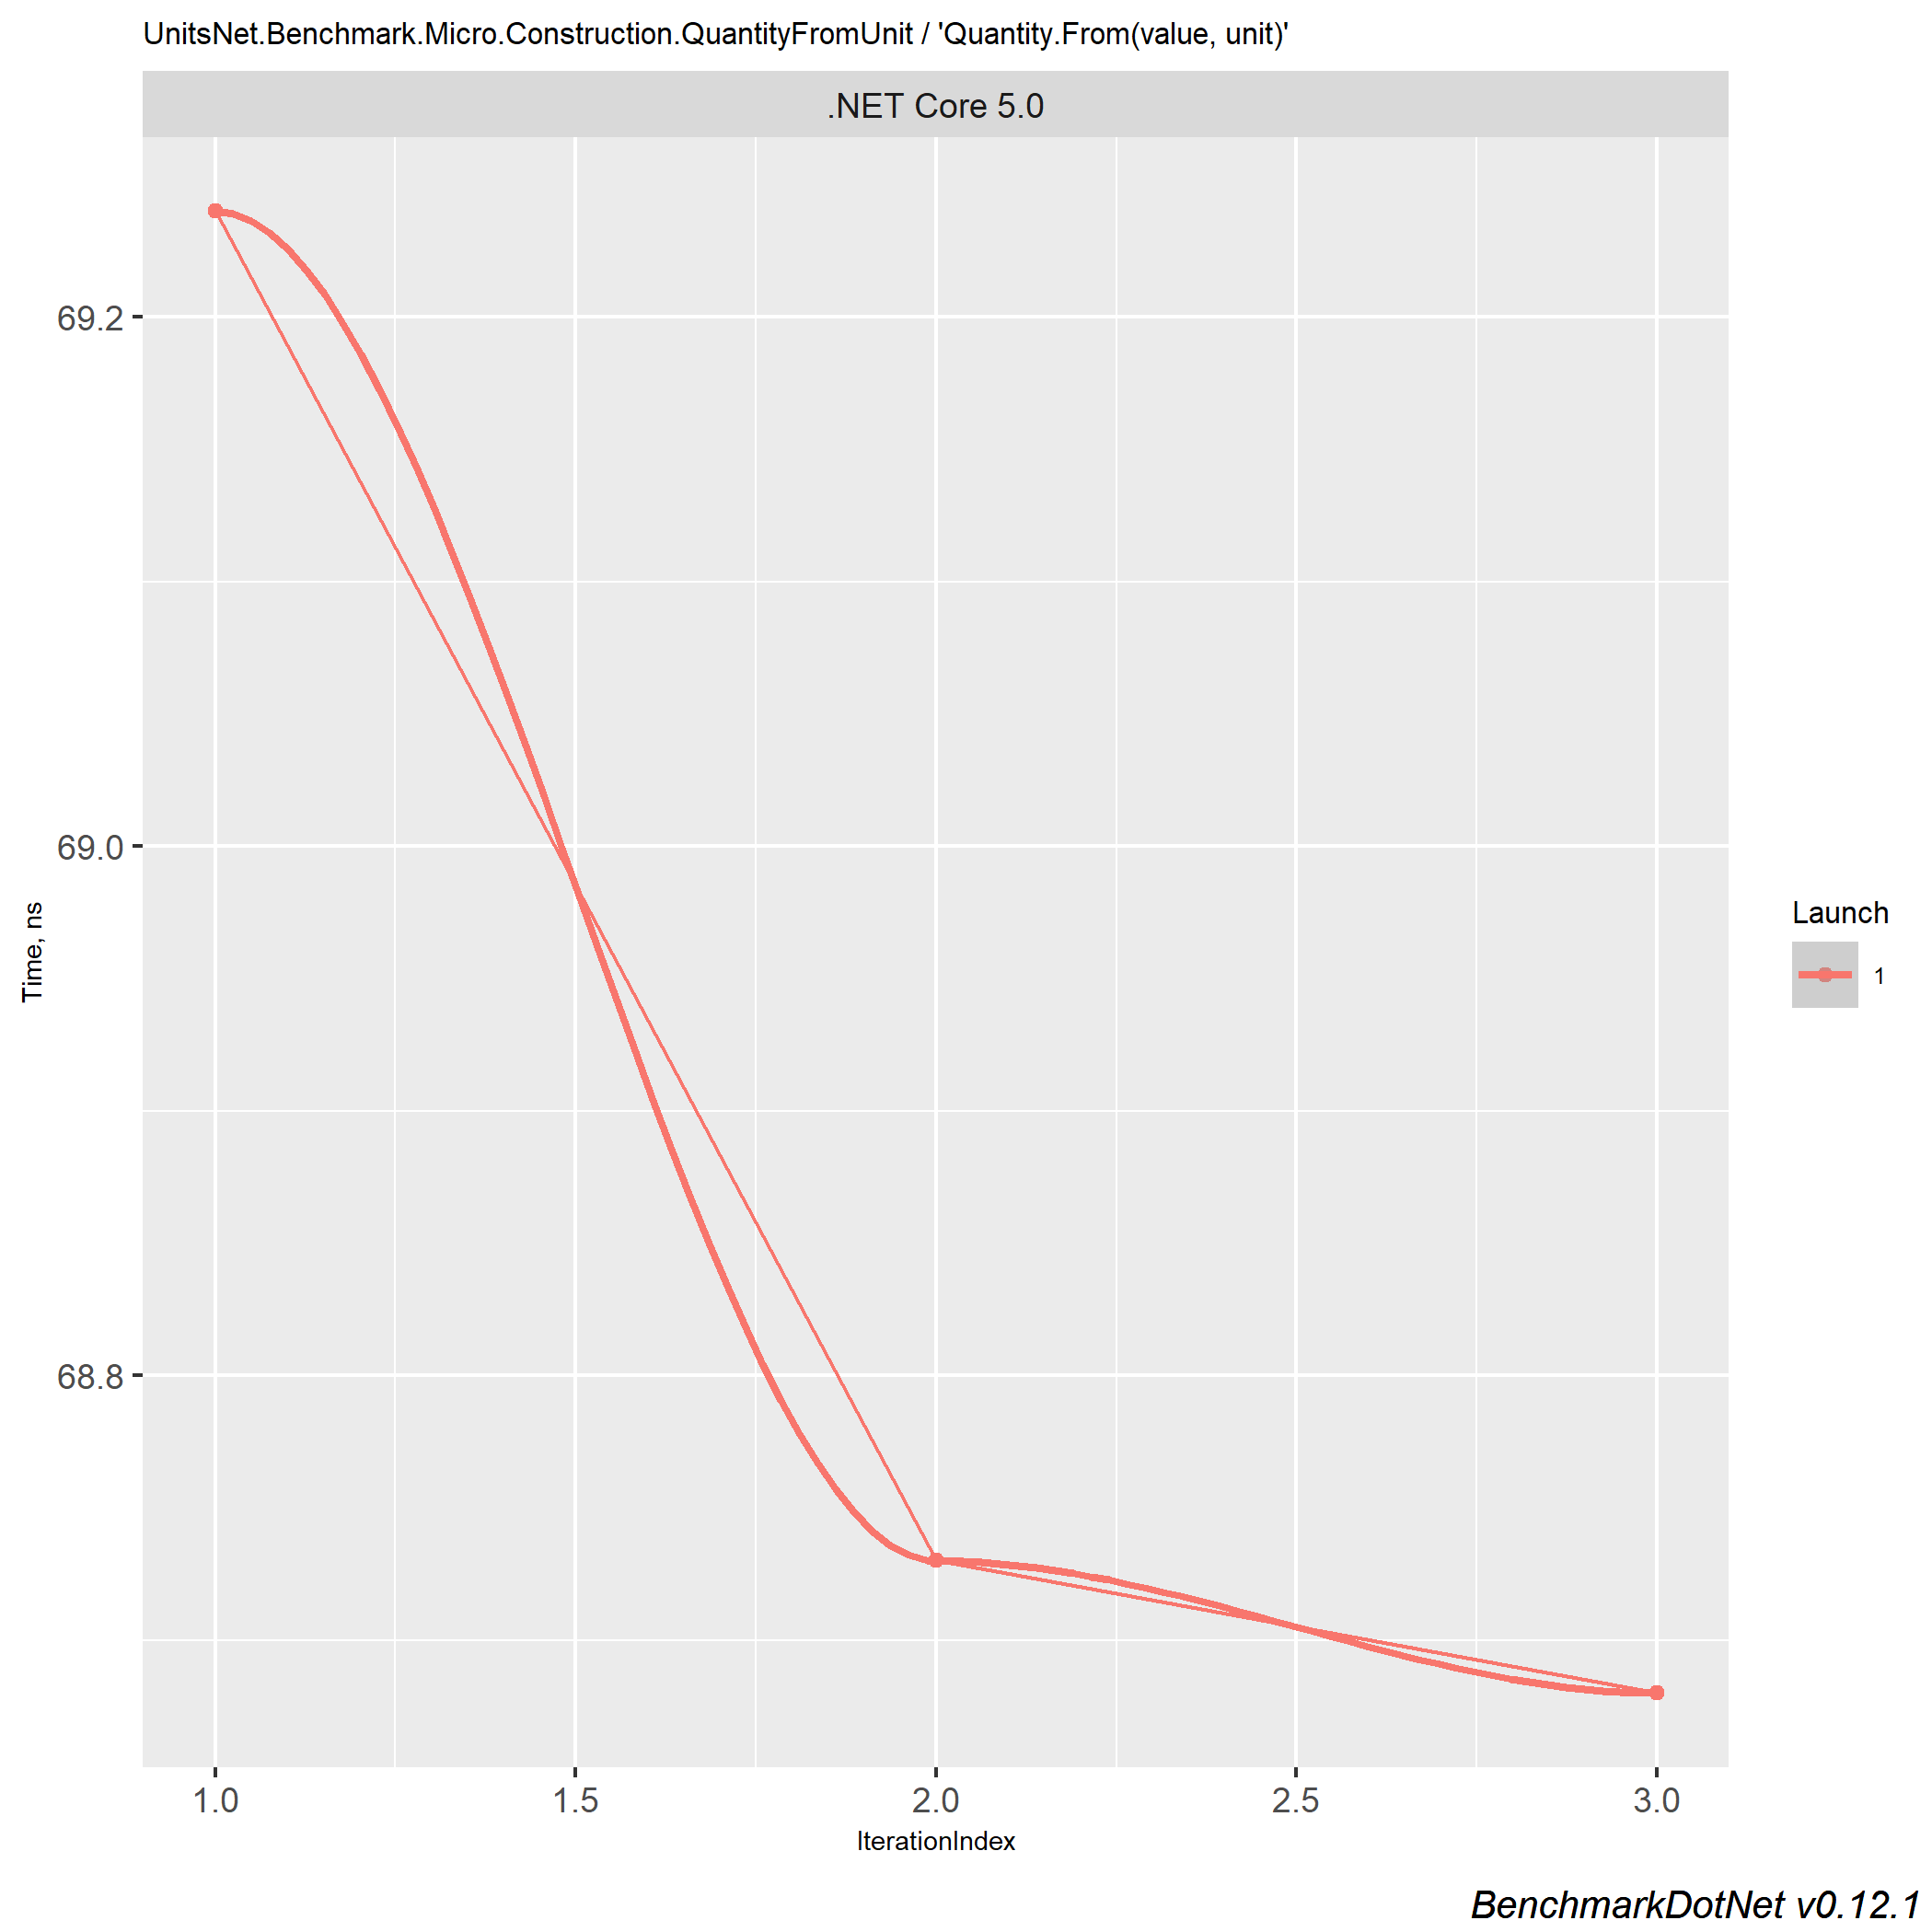 UnitsNet.Benchmark.Micro.Construction.QuantityFromUnit / 'Quantity.From(value, unit)'
.NET Core 5.0
69.2
69.0
68.8
Time, ns
1.0 1.5 2.0 2.5 3.0
IterationIndex
Launch
1
BenchmarkDotNet v0.12.1